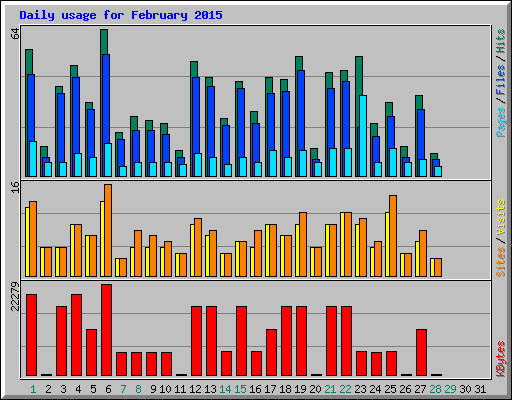 Daily usage for February 2015
64
Pages / Files / Hits
16
Sites / Visits
22279
KBytes
1 2 3 4 5 6 7 8 9 10 11 12 13 14 15 16 17 18 19 20 21 22 23 24 25 26 27 28 29 30 31